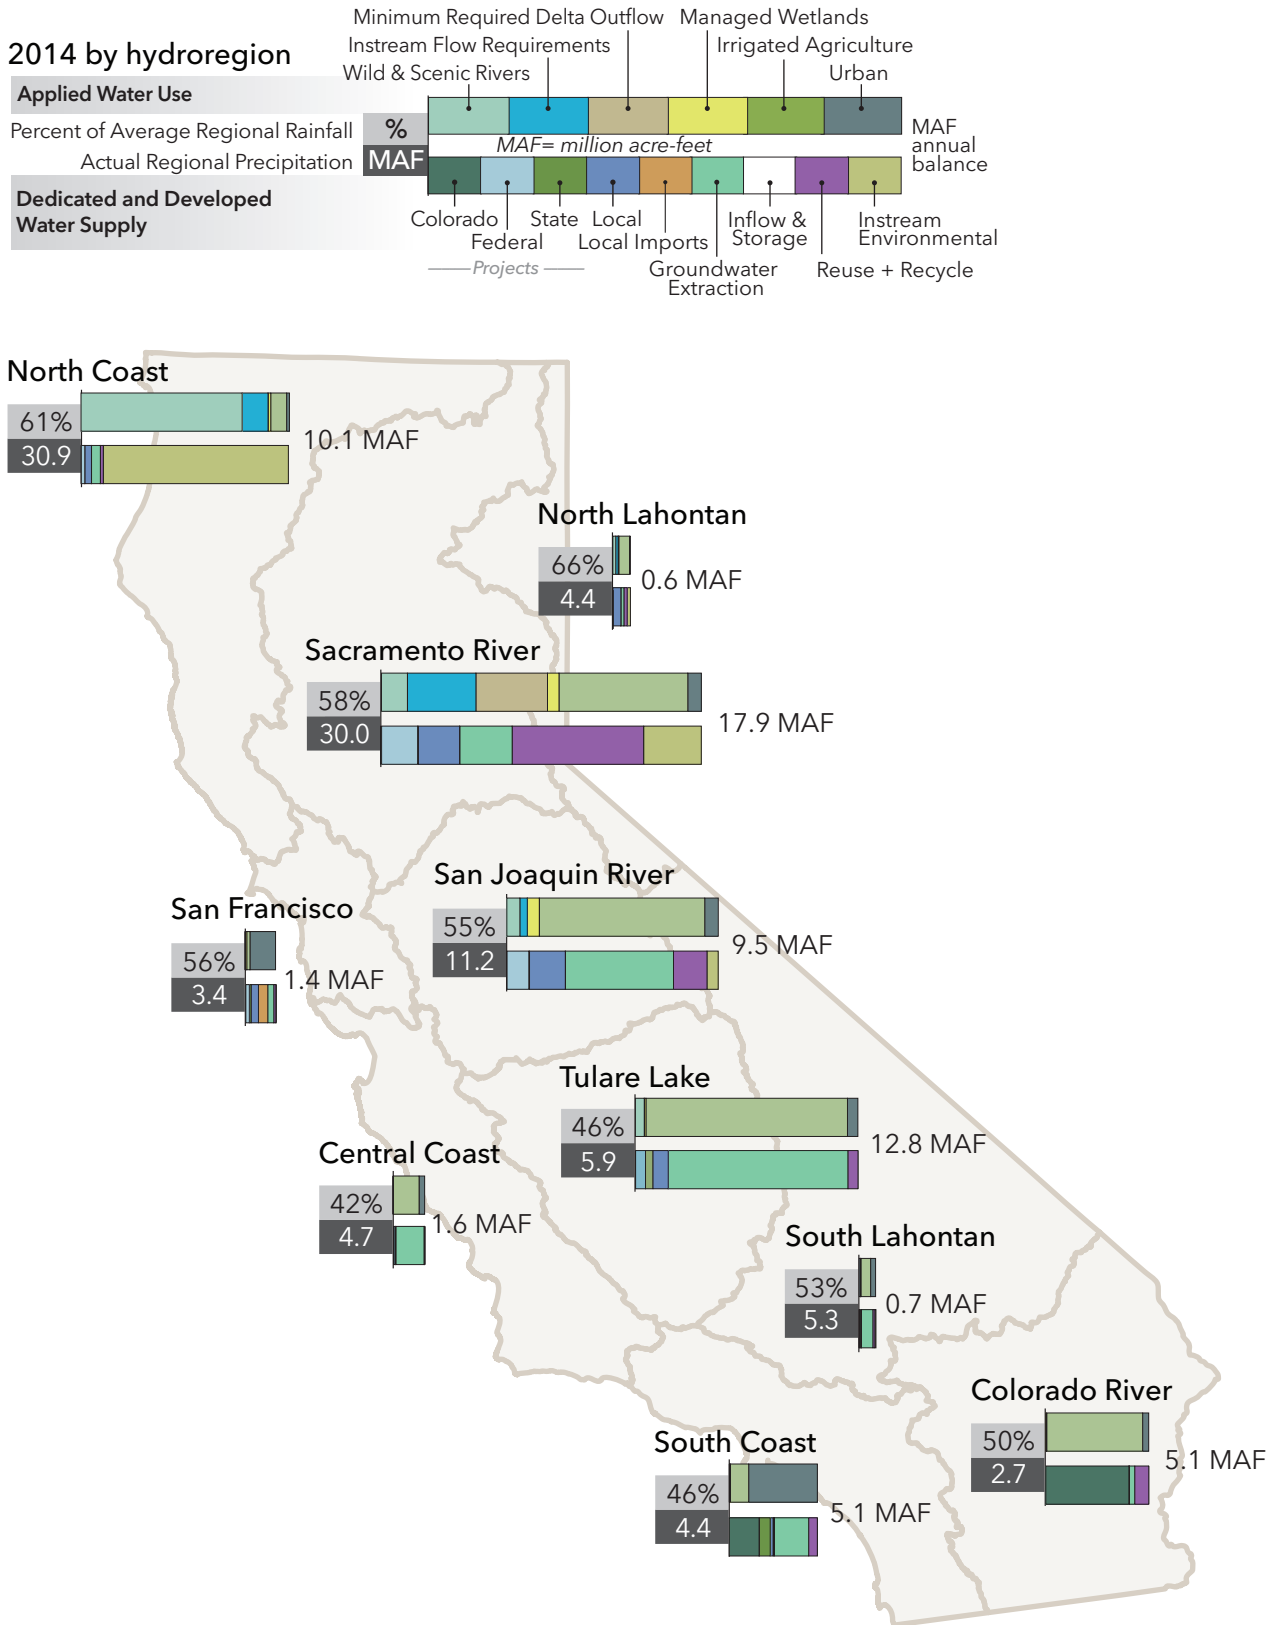 2014 by hydroregion
Minimum Required Delta Outflow
Managed Wetlands
Instream Flow Requirements
Irrigated Agriculture
Wild & Scenic Rivers
Urban
Applied Water Use
Percent of Average Regional Rainfall
%
MAF= million acre-feet
MAF
annual
balance
Actual Regional Precipitation
MAF
Dedicated and Developed
Water Supply
Colorado
State
Local
Inflow &
Storage
Instream
Environmental
Federal
Local Imports
Projects
Groundwater
Extraction
Reuse + Recycle
North Coast
61%
30.9
10.1 MAF
North Lahontan
66%
4.4
0.6 MAF
Sacramento River
58%
30.0
17.9 MAF
San Joaquin River
55%
11.2
9.5 MAF
San Francisco
56%
3.4
1.4 MAF
Tulare Lake
46%
5.9
12.8 MAF
Central Coast
42%
4.7
1.6 MAF
South Lahontan
53%
5.3
0.7 MAF
Colorado River
50%
2.7
5.1 MAF
South Coast
46%
4.4
5.1 MAF